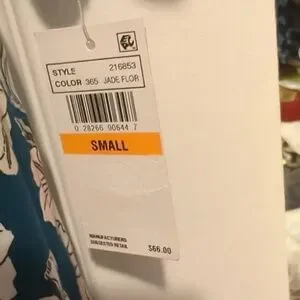 STYLE 216853
COLOR 365 JADE FLOR
0 28266 90644 7
SMALL
MANUFACTURERS
SUGGESTED RETAIL $66.00